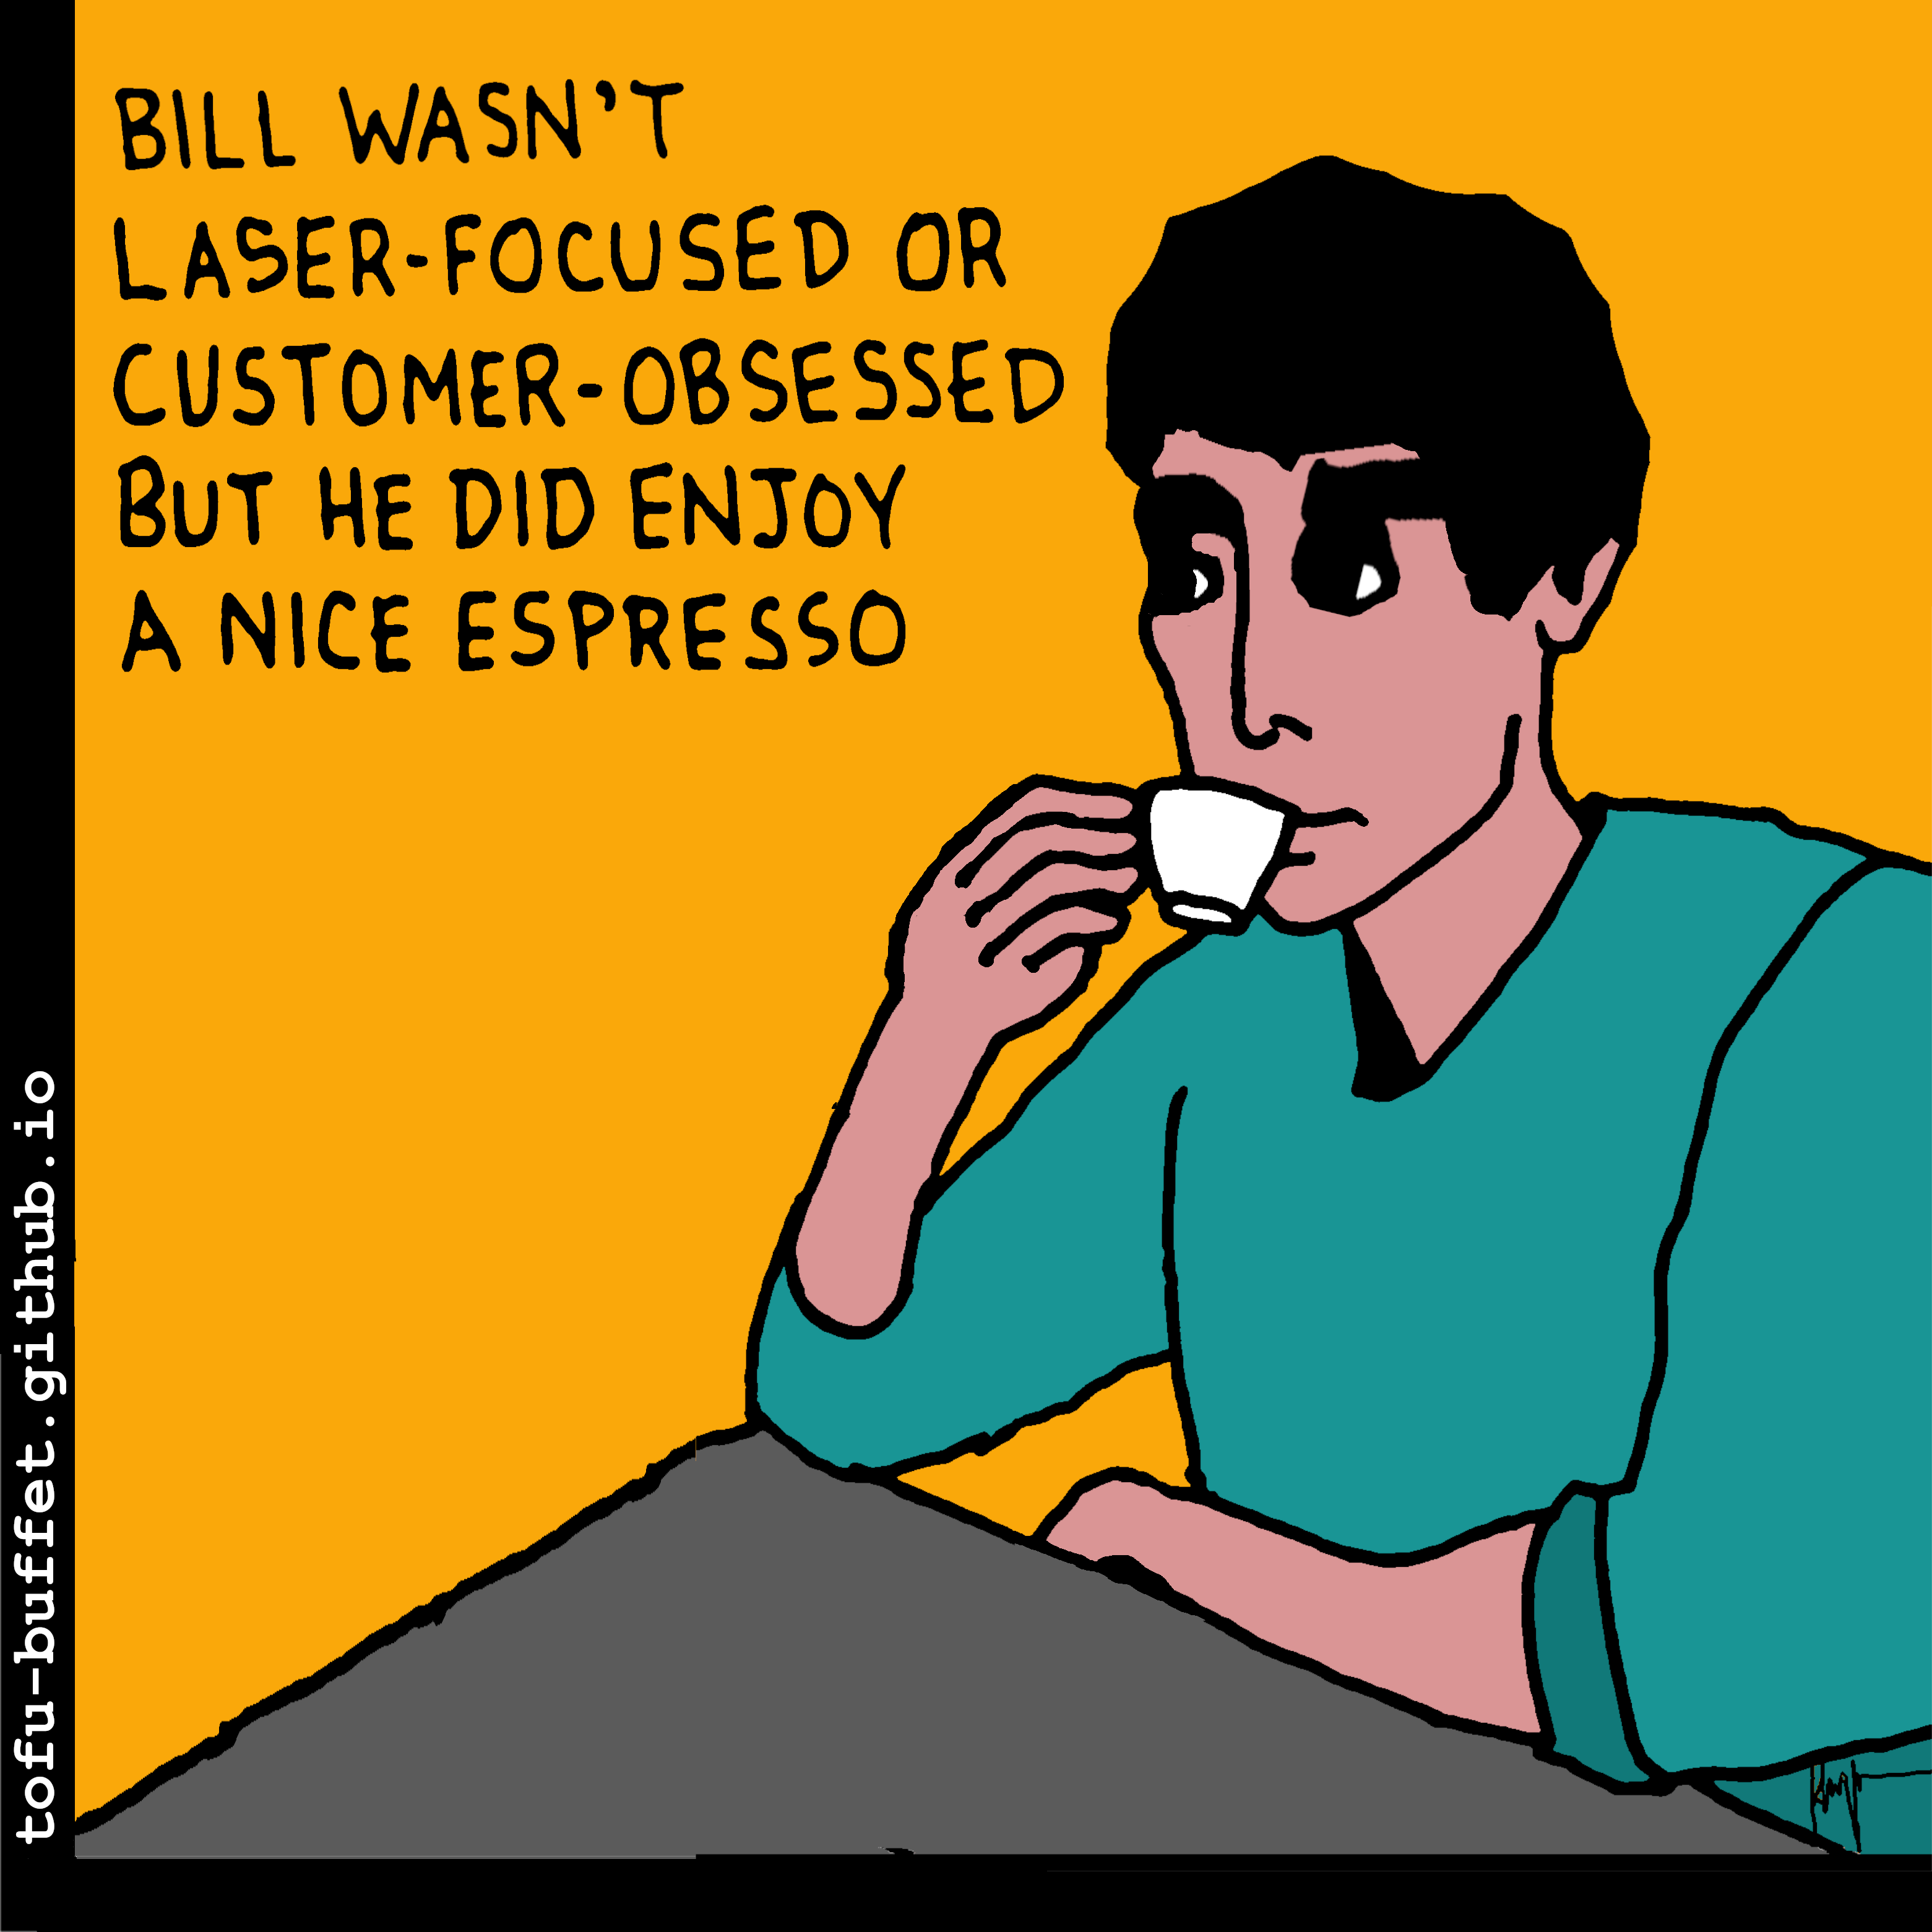 BILL WASN'T
LASER-FOCUSED OR
CUSTOMER-OBSESSED
BUT HE DID ENJOY
A NICE ESPRESSO
tofu-buffet.github.io